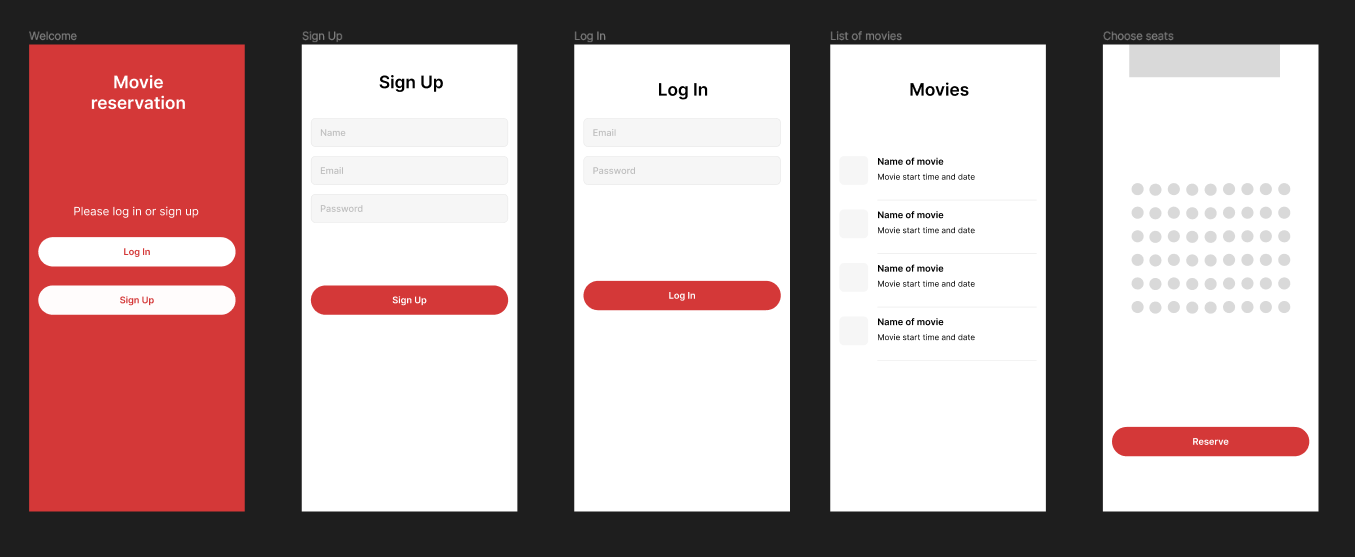 Welcome
Movie
reservation
Please log in or sign up
Log In
Sign Up
Sign Up
Sign Up
Name
Email
Password
Sign Up
Log In
Log In
Email
Password
Log In
List of movies
Movies
Name of movie
Movie start time and date
Name of movie
Movie start time and date
Name of movie
Movie start time and date
Name of movie
Movie start time and date
Choose seats
Reserve